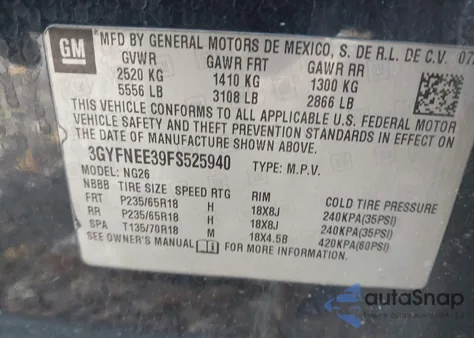 GM
MFD BY GENERAL MOTORS DE MEXICO, S. DE R.L. DE C.V. 07
GVWR GAWR FRT GAWR RR
2520 KG 1410 KG 1300 KG
5556 LB 3108 LB 2866 LB
THIS VEHICLE CONFORMS TO ALL APPLICABLE U.S. FEDERAL MOTOR
VEHICLE SAFETY AND THEFT PREVENTION STANDARDS IN EFFECT
ON THE DATE OF MANUFACTURE SHOWN ABOVE.
3GYFNEE39FS525940 TYPE: M.P.V.
MODEL: NG26
NBBB TIRE SIZE SPEED RTG RIM COLD TIRE PRESSURE
FRT P235/65R18 H 18X8J 240KPA(35PSI)
RR P235/65R18 H 18X8J 240KPA(35PSI)
SPA T135/70R18 M 18X4.5B 420KPA(60PSI)
SEE OWNER'S MANUAL FOR MORE INFORMATION.
autoSnap